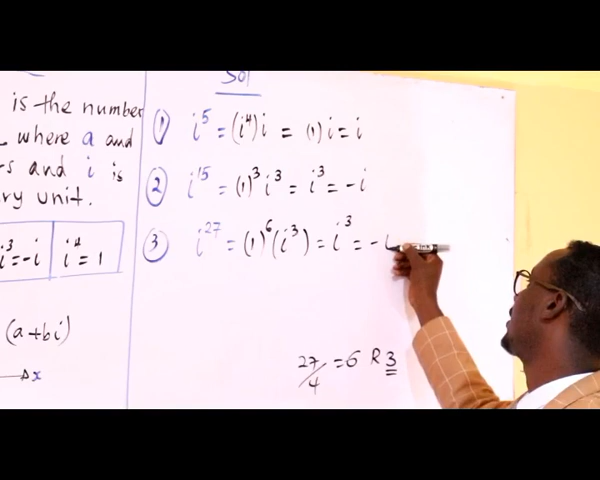 is the number
where a and
rs and i is
ry unit.
i³=-i
i⁴=1
(a+bi)
x
Sol
① i⁵ = (i⁴)i = (1)i = i
② i¹⁵ = (1)³ i³ = i³ = -i
③ i²⁷ = (1)⁶(i³) = i³ = -i
27/4 = 6 R 3